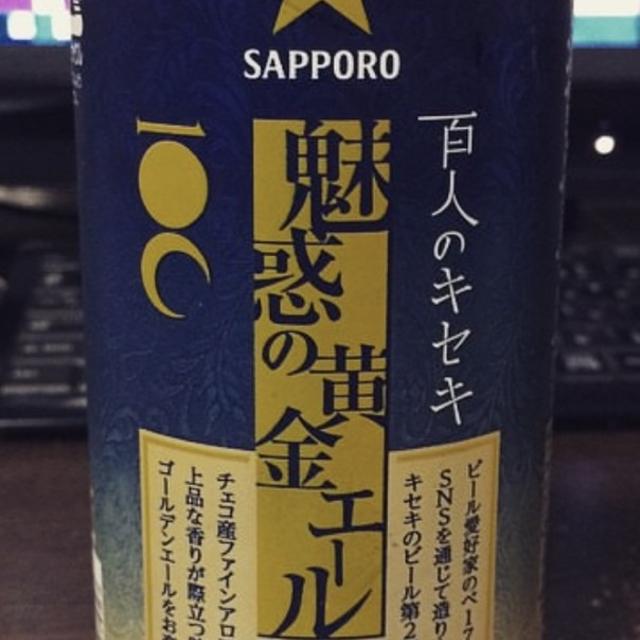 SAPPORO
百人のキセキ
魅惑の黄金エール
100
ビール愛好家の
SNSを通じて造り
キセキのビール第2
チェコ産ファインアロ
上品な香りが際立つ
ゴールデンエールをお